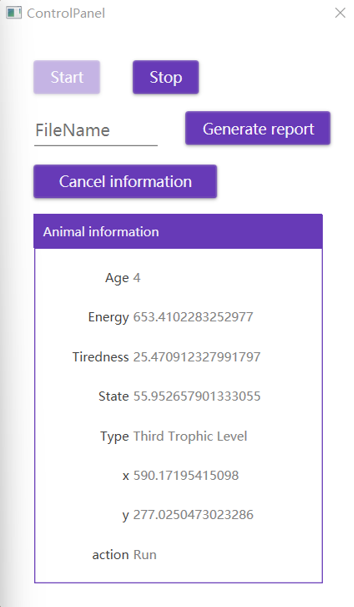 ControlPanel
Start Stop
FileName Generate report
Cancel information
Animal information
Age 4
Energy 653.4102283252977
Tiredness 25.470912327991797
State 55.952657901333055
Type Third Trophic Level
x 590.17195415098
y 277.0250473023286
action Run